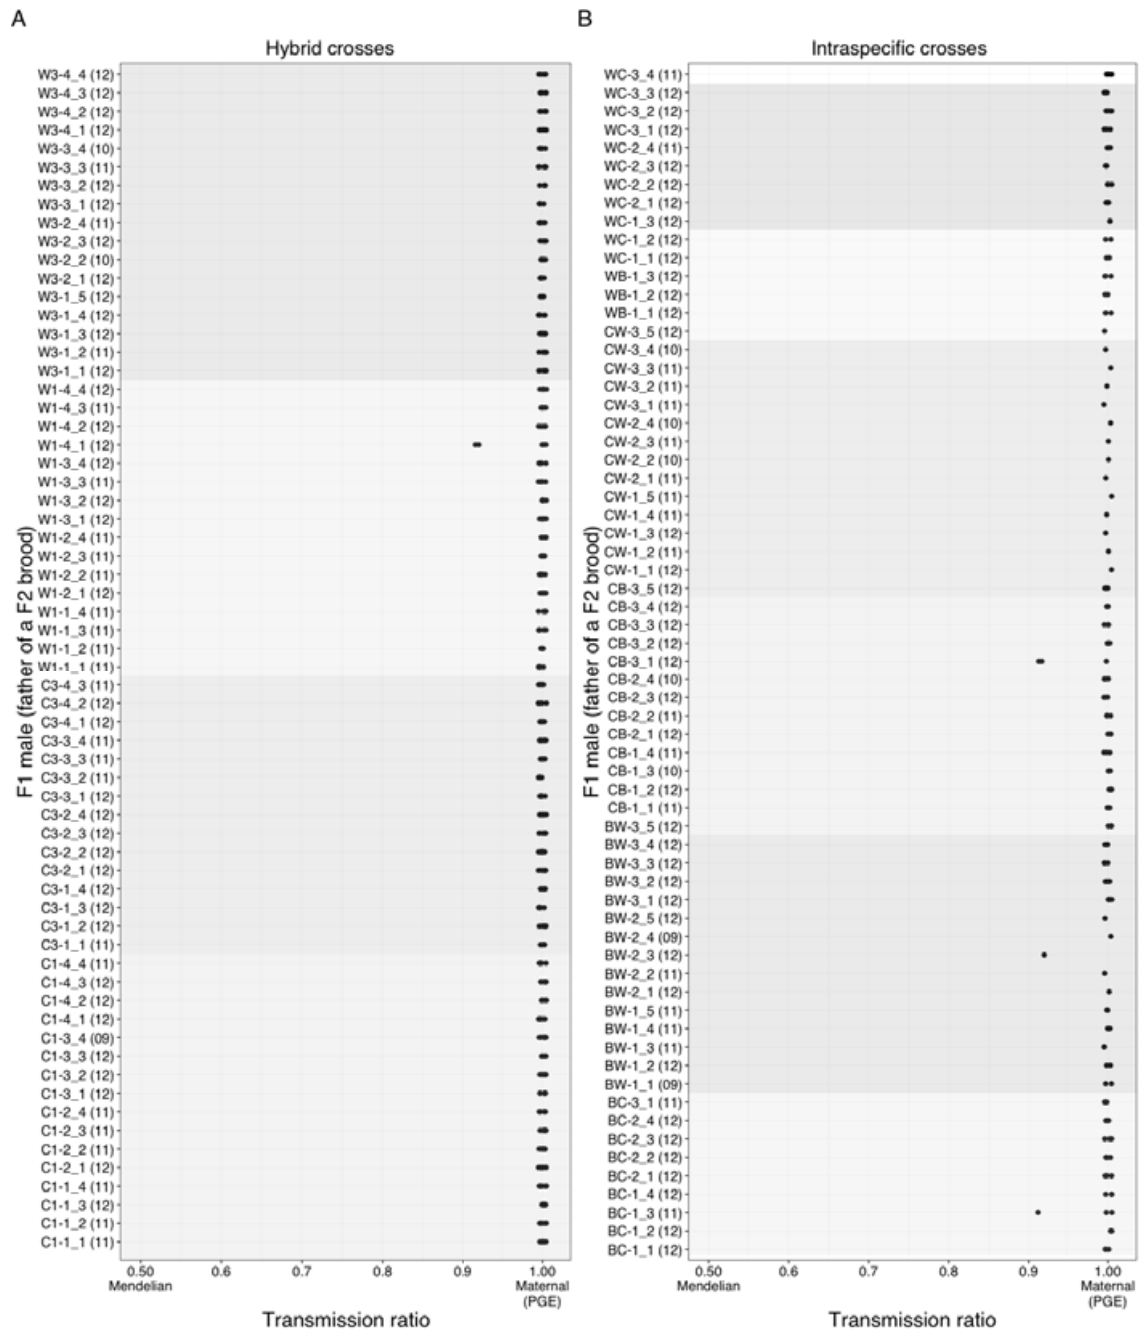 A
Hybrid crosses
F1 male (father of a F2 brood)
W3-4_4 (12)
W3-4_3 (12)
W3-4_2 (12)
W3-4_1 (12)
W3-3_4 (10)
W3-3_3 (11)
W3-3_2 (12)
W3-3_1 (12)
W3-2_4 (11)
W3-2_3 (12)
W3-2_2 (10)
W3-2_1 (12)
W3-1_5 (12)
W3-1_4 (12)
W3-1_3 (12)
W3-1_2 (11)
W3-1_1 (12)
W1-4_4 (12)
W1-4_3 (11)
W1-4_2 (12)
W1-4_1 (12)
W1-3_4 (12)
W1-3_3 (11)
W1-3_2 (12)
W1-3_1 (12)
W1-2_4 (11)
W1-2_3 (11)
W1-2_2 (11)
W1-2_1 (12)
W1-1_4 (11)
W1-1_3 (11)
W1-1_2 (11)
W1-1_1 (11)
C3-4_3 (11)
C3-4_2 (12)
C3-4_1 (12)
C3-3_4 (11)
C3-3_3 (11)
C3-3_2 (11)
C3-3_1 (12)
C3-2_4 (12)
C3-2_3 (12)
C3-2_2 (12)
C3-2_1 (12)
C3-1_4 (12)
C3-1_3 (12)
C3-1_2 (12)
C3-1_1 (11)
C1-4_4 (11)
C1-4_3 (12)
C1-4_2 (12)
C1-4_1 (12)
C1-3_4 (09)
C1-3_3 (12)
C1-3_2 (12)
C1-3_1 (12)
C1-2_4 (11)
C1-2_3 (11)
C1-2_2 (11)
C1-2_1 (12)
C1-1_4 (11)
C1-1_3 (12)
C1-1_2 (11)
C1-1_1 (11)
0.50 0.6 0.7 0.8 0.9 1.00
Mendelian Maternal
(PGE)
Transmission ratio
B
Intraspecific crosses
F1 male (father of a F2 brood)
WC-3_4 (11)
WC-3_3 (12)
WC-3_2 (12)
WC-3_1 (12)
WC-2_4 (11)
WC-2_3 (12)
WC-2_2 (12)
WC-2_1 (12)
WC-1_3 (12)
WC-1_2 (12)
WC-1_1 (12)
WB-1_3 (12)
WB-1_2 (12)
WB-1_1 (12)
CW-3_5 (12)
CW-3_4 (10)
CW-3_3 (11)
CW-3_2 (11)
CW-3_1 (11)
CW-2_4 (10)
CW-2_3 (11)
CW-2_2 (10)
CW-2_1 (11)
CW-1_5 (11)
CW-1_4 (11)
CW-1_3 (12)
CW-1_2 (11)
CW-1_1 (12)
CB-3_5 (12)
CB-3_4 (12)
CB-3_3 (12)
CB-3_2 (12)
CB-3_1 (12)
CB-2_4 (10)
CB-2_3 (12)
CB-2_2 (11)
CB-2_1 (12)
CB-1_4 (11)
CB-1_3 (10)
CB-1_2 (12)
CB-1_1 (11)
BW-3_5 (12)
BW-3_4 (12)
BW-3_3 (12)
BW-3_2 (12)
BW-3_1 (12)
BW-2_5 (12)
BW-2_4 (09)
BW-2_3 (12)
BW-2_2 (11)
BW-2_1 (12)
BW-1_5 (11)
BW-1_4 (11)
BW-1_3 (11)
BW-1_2 (12)
BW-1_1 (09)
BC-3_1 (11)
BC-2_4 (12)
BC-2_3 (12)
BC-2_2 (12)
BC-2_1 (12)
BC-1_4 (12)
BC-1_3 (11)
BC-1_2 (12)
BC-1_1 (12)
0.50 0.6 0.7 0.8 0.9 1.00
Mendelian Maternal
(PGE)
Transmission ratio